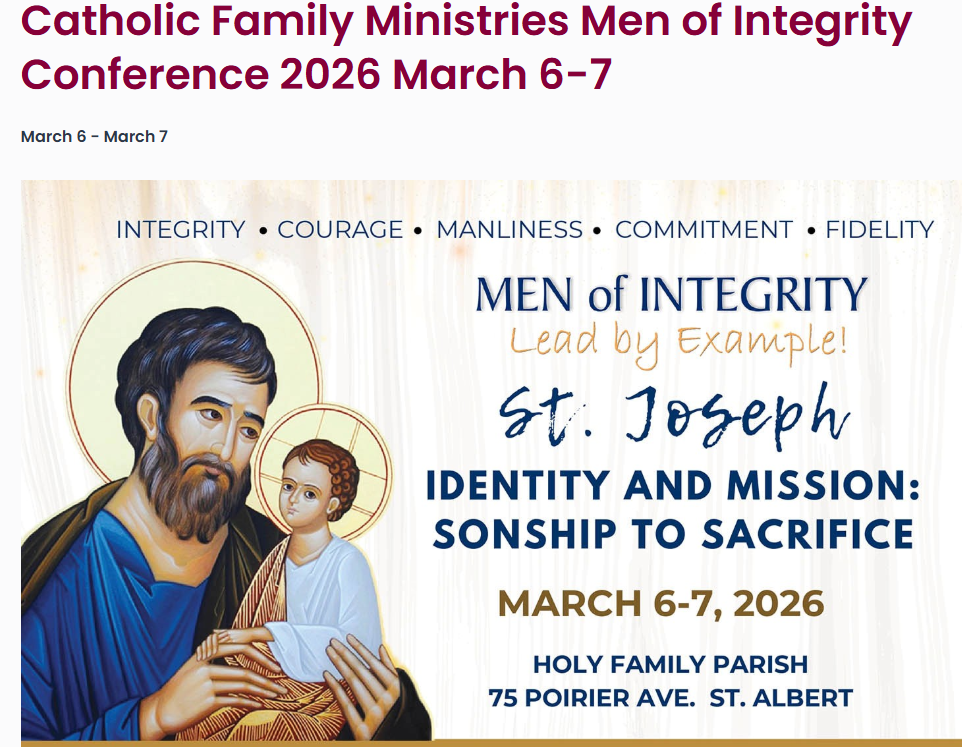 Catholic Family Ministries Men of Integrity
Conference 2026 March 6-7
March 6 - March 7
INTEGRITY • COURAGE • MANLINESS • COMMITMENT • FIDELITY
MEN of INTEGRITY
Lead by Example!
St. Joseph
IDENTITY AND MISSION:
SONSHIP TO SACRIFICE
MARCH 6-7, 2026
HOLY FAMILY PARISH
75 POIRIER AVE. ST. ALBERT